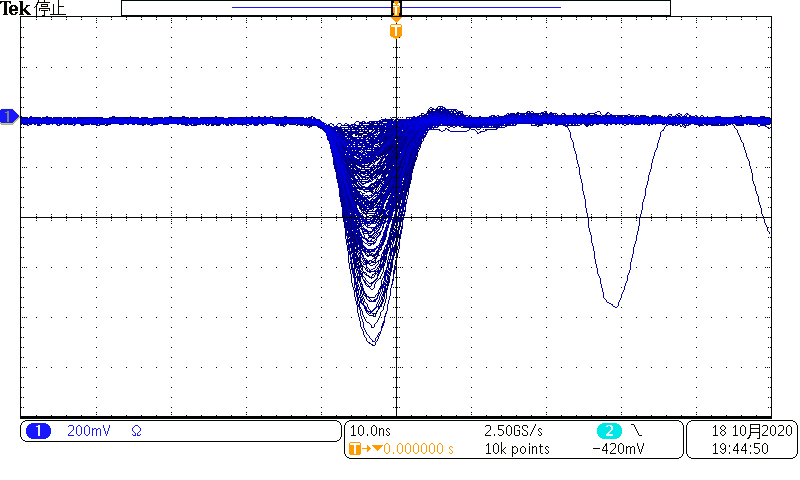 Tek 停止
T
T
1
1 200mV Ω
10.0ns 2.50GS/s 2
T→▼0.000000 s 10k points −420mV
18 10月2020
19:44:50